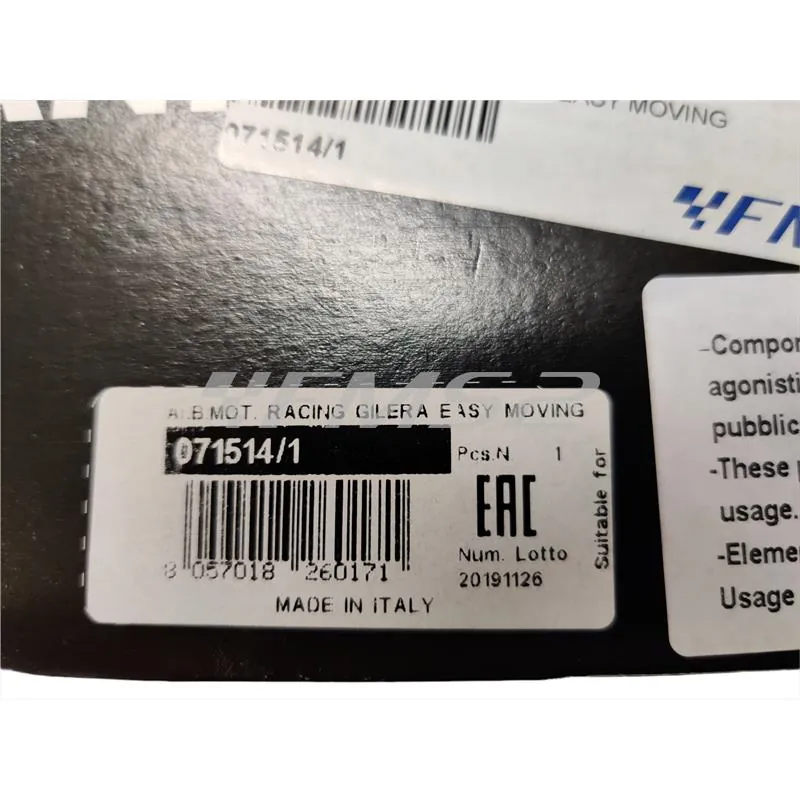 EASY MOVING
071514/1
FM
ALB.MOT. RACING GILERA EASY MOVING
071514/1
Pcs.N 1
EAC
Num. Lotto
20191126
8 057018 260171
MADE IN ITALY
Suitable for
agonisti
pubblic
-These
usage.
-Eleme
Usage